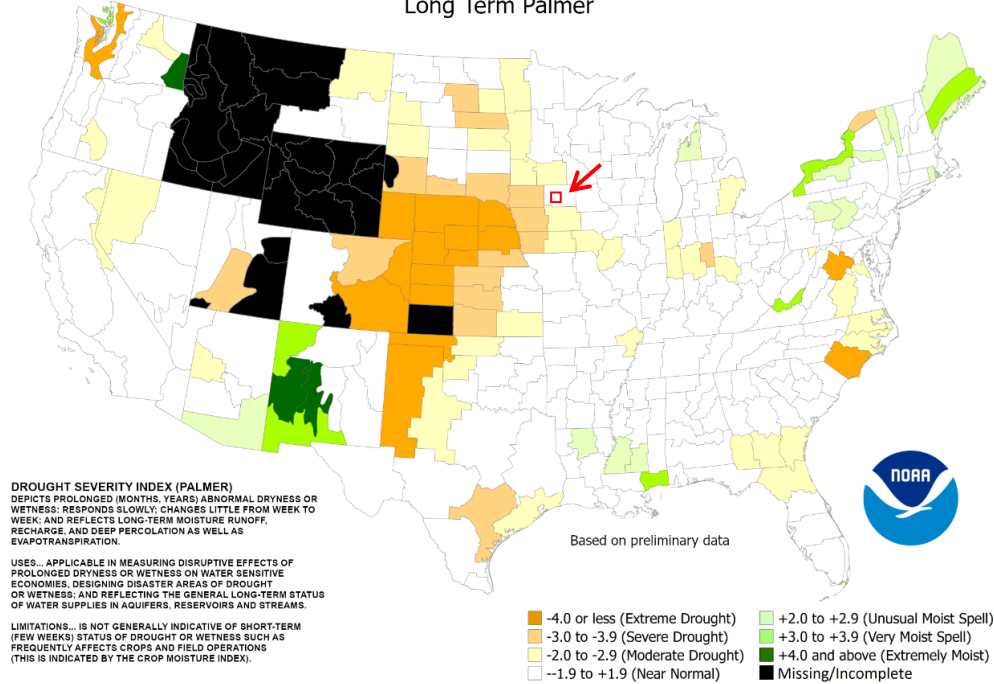 Long Term Palmer
NOAA
DROUGHT SEVERITY INDEX (PALMER)
DEPICTS PROLONGED (MONTHS, YEARS) ABNORMAL DRYNESS OR
WETNESS: RESPONDS SLOWLY; CHANGES LITTLE FROM WEEK TO
WEEK; AND REFLECTS LONG-TERM MOISTURE RUNOFF,
RECHARGE, AND DEEP PERCOLATION AS WELL AS
EVAPOTRANSPIRATION.
USES... APPLICABLE IN MEASURING DISRUPTIVE EFFECTS OF
PROLONGED DRYNESS OR WETNESS ON WATER SENSITIVE
ECONOMIES, DESIGNING DISASTER AREAS OF DROUGHT
OR WETNESS; AND REFLECTING THE GENERAL LONG-TERM STATUS
OF WATER SUPPLIES IN AQUIFERS, RESERVOIRS AND STREAMS.
LIMITATIONS... IS NOT GENERALLY INDICATIVE OF SHORT-TERM
(FEW WEEKS) STATUS OF DROUGHT OR WETNESS SUCH AS
FREQUENTLY AFFECTS CROPS AND FIELD OPERATIONS
(THIS IS INDICATED BY THE CROP MOISTURE INDEX).
Based on preliminary data
-4.0 or less (Extreme Drought)
-3.0 to -3.9 (Severe Drought)
-2.0 to -2.9 (Moderate Drought)
--1.9 to +1.9 (Near Normal)
+2.0 to +2.9 (Unusual Moist Spell)
+3.0 to +3.9 (Very Moist Spell)
+4.0 and above (Extremely Moist)
Missing/Incomplete